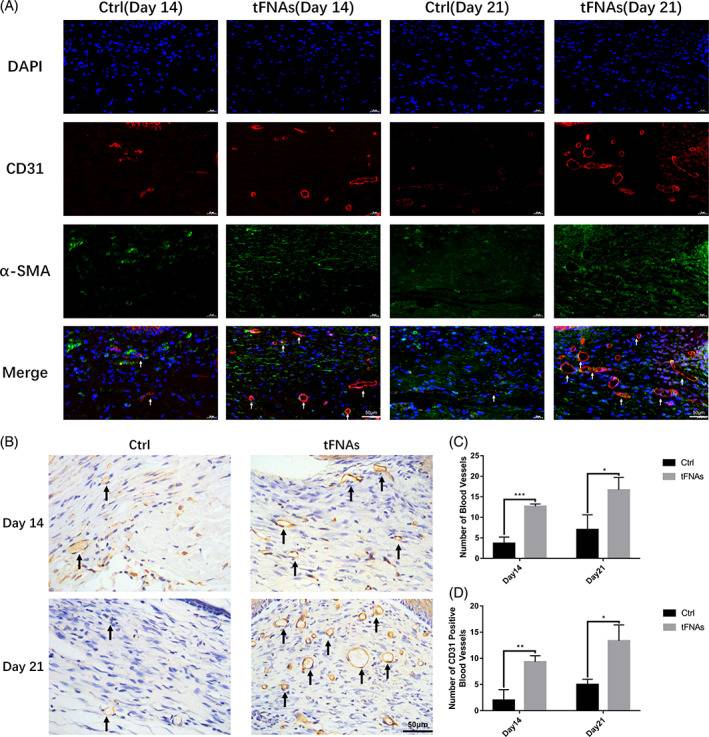 (A)
Ctrl(Day 14)
tFNAs(Day 14)
Ctrl(Day 21)
tFNAs(Day 21)
DAPI
CD31
α-SMA
Merge
50μm
50μm
(B)
Ctrl
tFNAs
Day 14
Day 21
50μm
(C)
Number of Blood Vessels
25
20
15
10
5
0
***
*
Ctrl
tFNAs
Day14
Day21
(D)
Number of CD31 Positive
Blood Vessels
20
15
10
5
0
**
*
Ctrl
tFNAs
Day14
Day21